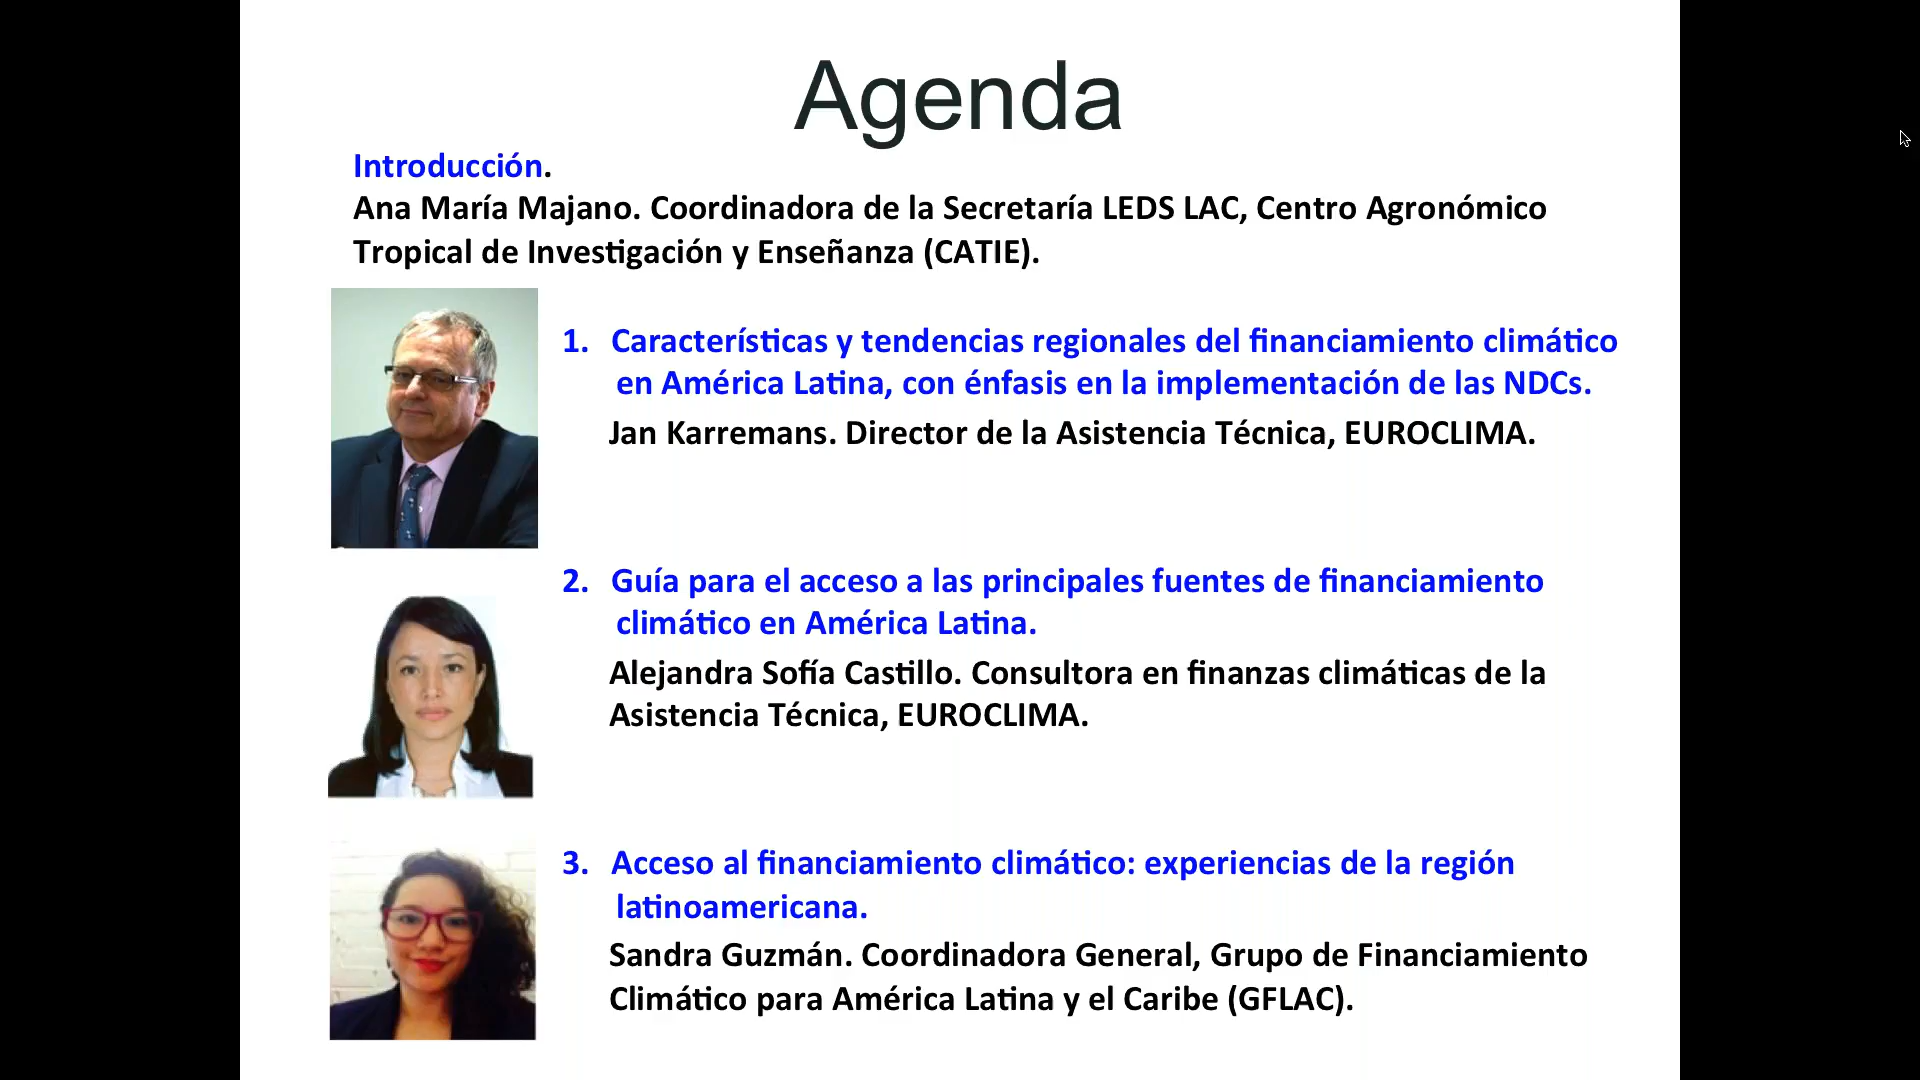 Agenda
Introducción.
Ana María Majano. Coordinadora de la Secretaría LEDS LAC, Centro Agronómico
Tropical de Investigación y Enseñanza (CATIE).
1. Características y tendencias regionales del financiamiento climático
en América Latina, con énfasis en la implementación de las NDCs.
Jan Karremans. Director de la Asistencia Técnica, EUROCLIMA.
2. Guía para el acceso a las principales fuentes de financiamiento
climático en América Latina.
Alejandra Sofía Castillo. Consultora en finanzas climáticas de la
Asistencia Técnica, EUROCLIMA.
3. Acceso al financiamiento climático: experiencias de la región
latinoamericana.
Sandra Guzmán. Coordinadora General, Grupo de Financiamiento
Climático para América Latina y el Caribe (GFLAC).